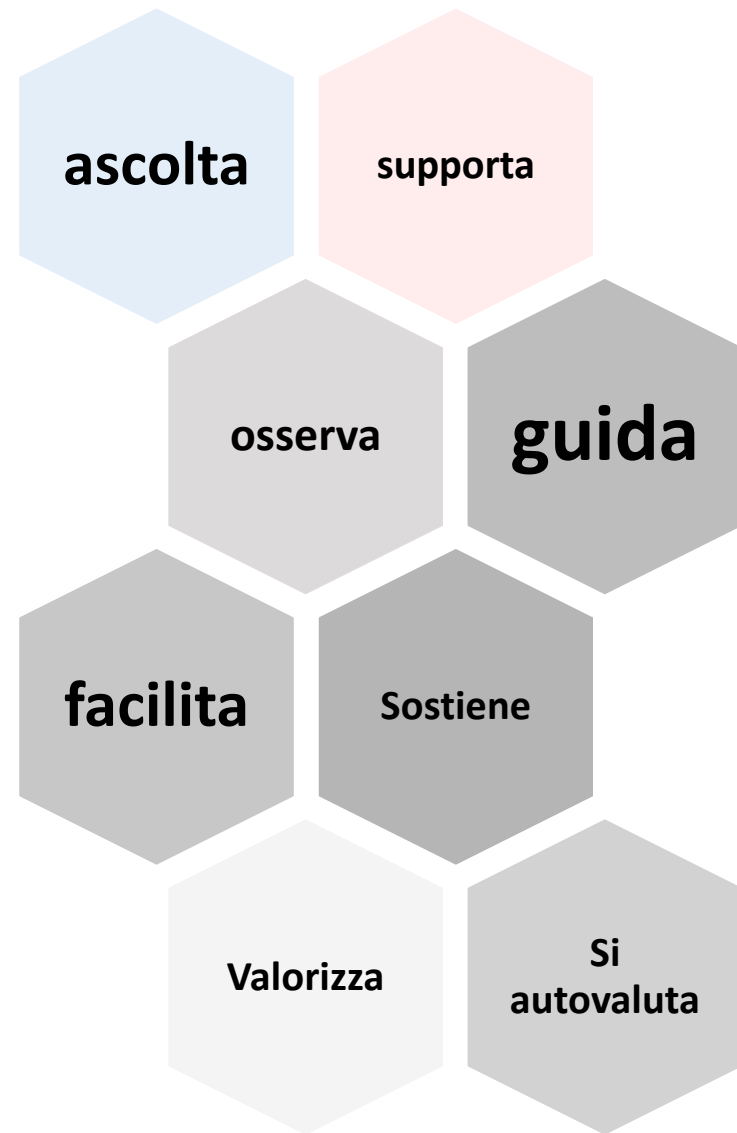 ascolta
supporta
osserva
guida
facilita
Sostiene
Valorizza
Si
autovaluta